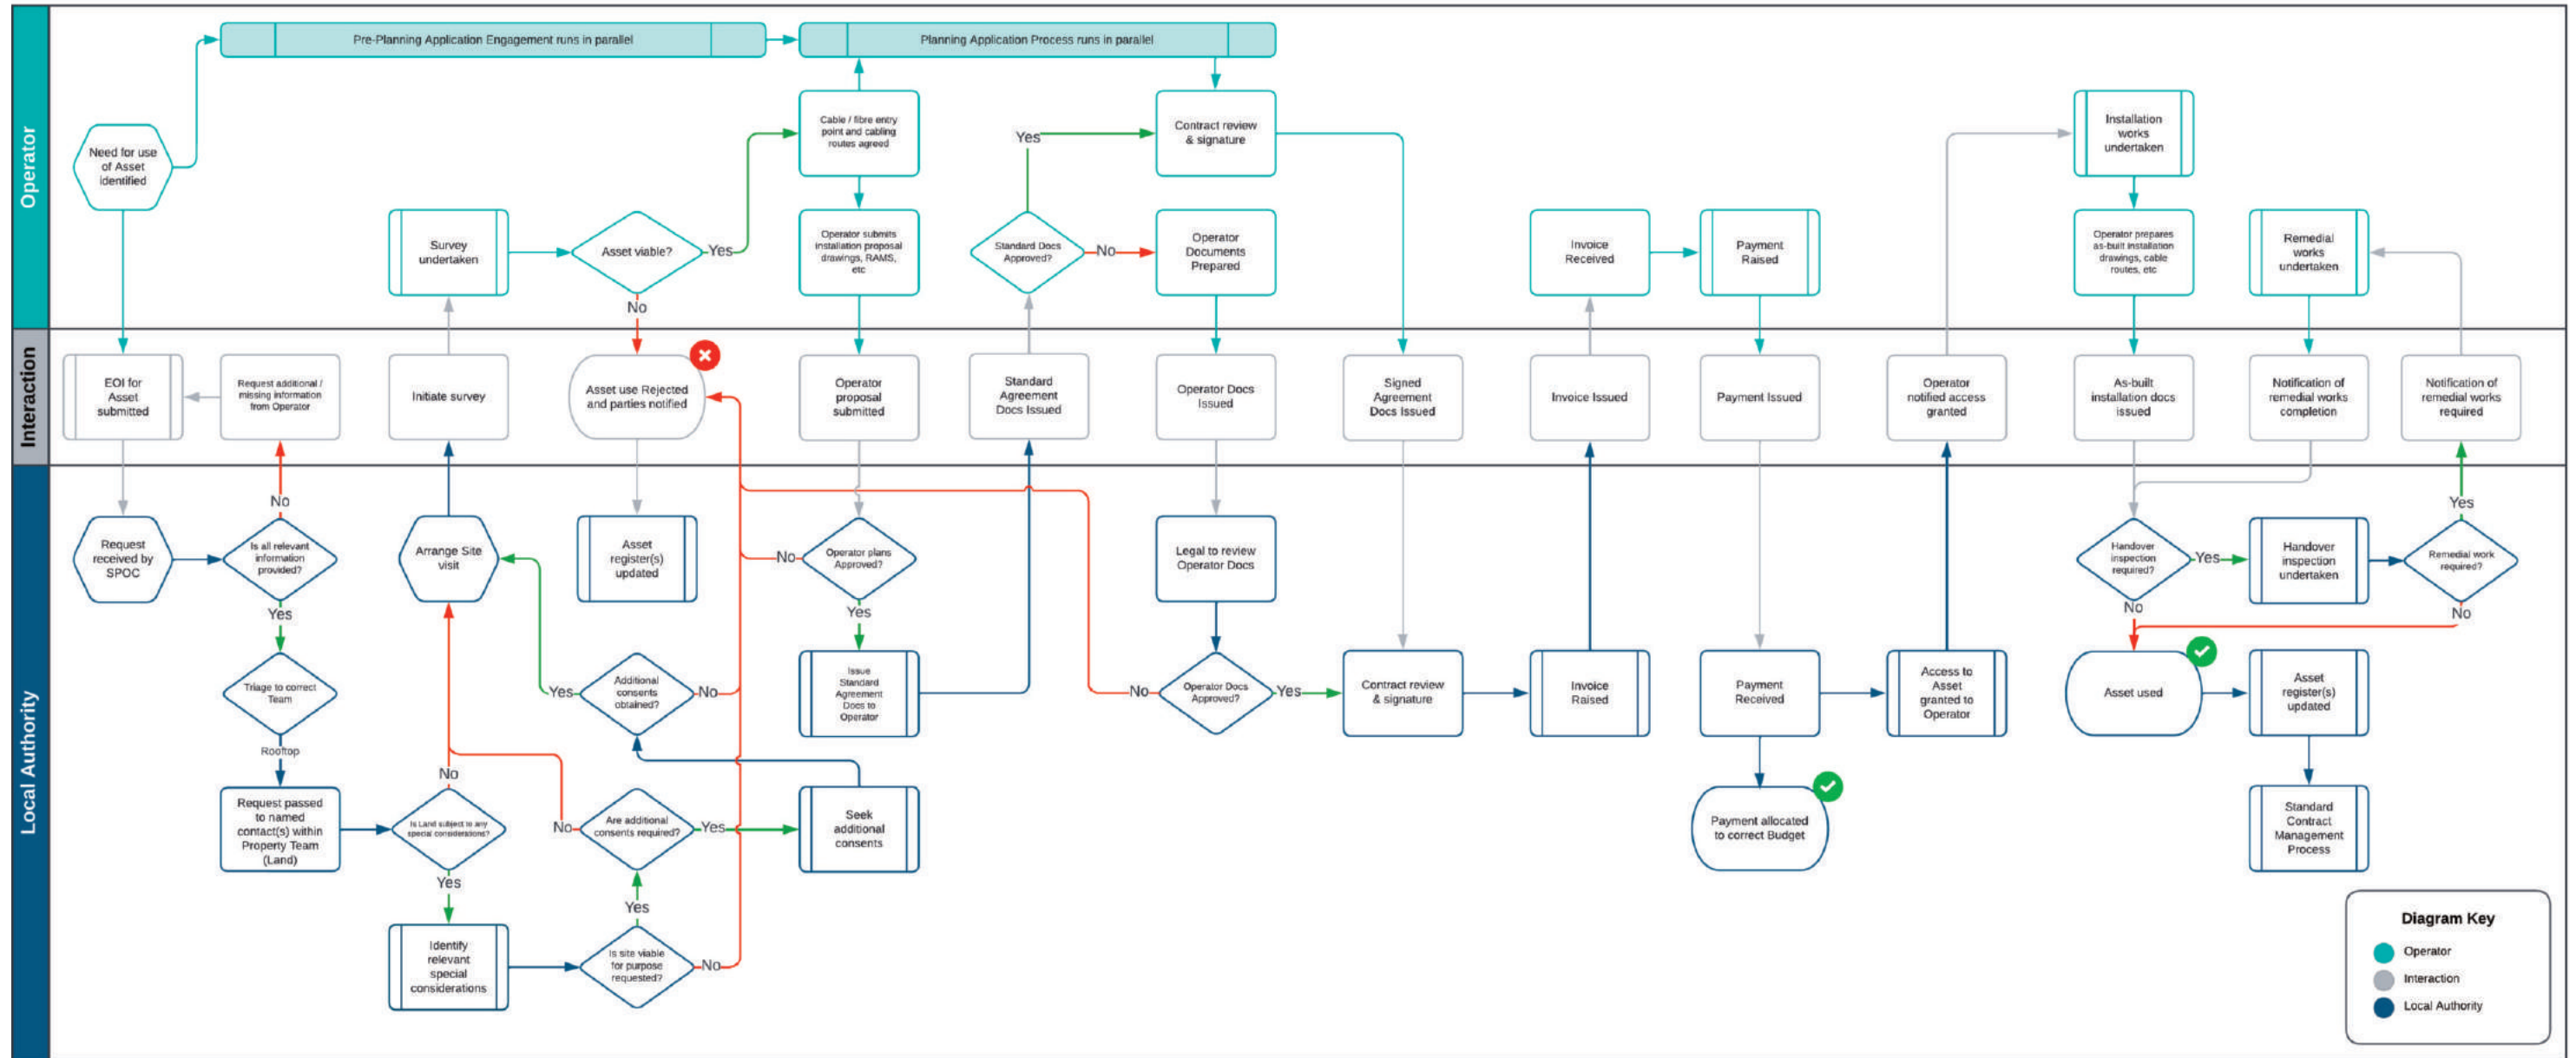 Operator
Pre-Planning Application Engagement runs in parallel
Planning Application Process runs in parallel
Need for use
of Asset
identified
Survey
undertaken
Asset viable?
Yes
No
Cable / fibre entry
point and cabling
routes agreed
Operator submits
installation proposal
drawings, RAMS,
etc
Yes
Standard Docs
Approved?
No
Contract review
& signature
Operator
Documents
Prepared
Invoice
Received
Payment
Raised
Installation
works
undertaken
Operator prepares
as-built installation
drawings, cable
routes, etc
Remedial
works
undertaken
Interaction
EOI for
Asset
submitted
Request additional /
missing information
from Operator
Initiate survey
Asset use Rejected
and parties notified
Operator
proposal
submitted
Standard
Agreement
Docs Issued
Operator Docs
Issued
Signed
Agreement
Docs Issued
Invoice Issued
Payment Issued
Operator
notified access
granted
As-built
installation docs
issued
Notification of
remedial works
completion
Notification of
remedial works
required
Local Authority
Request
received by
SPOC
No
Is all relevant
information
provided?
Yes
Triage to correct
Team
Rooftop
Request passed
to named
contact(s) within
Property Team
(Land)
Arrange Site
visit
No
Is Land subject to any
special considerations?
Yes
Identify
relevant
special
considerations
Asset
register(s)
updated
Yes
Additional
consents
obtained?
No
No
Are additional
consents required?
Yes
Yes
Is site viable
for purpose
requested?
No
No
Operator plans
Approved?
Yes
Issue
Standard
Agreement
Docs to
Operator
Seek
additional
consents
Legal to review
Operator Docs
No
Operator Docs
Approved?
Yes
Contract review
& signature
Invoice
Raised
Payment
Received
Payment allocated
to correct Budget
Access to
Asset
granted to
Operator
Handover
inspection
required?
Yes
No
Handover
inspection
undertaken
Yes
Remedial work
required?
No
Asset used
Asset
register(s)
updated
Standard
Contract
Management
Process
Diagram Key
Operator
Interaction
Local Authority